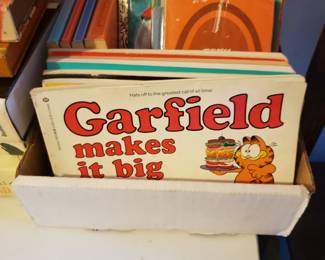 Hats off to the greatest cat of all time:
Garfield
makes
it big